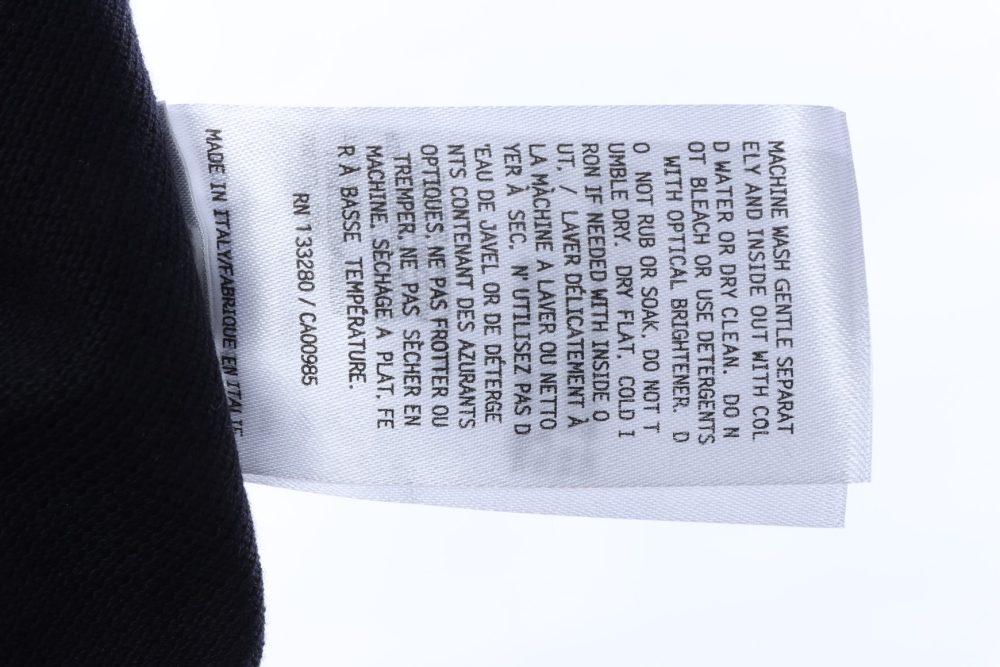 MACHINE WASH GENTLE SEPARAT
ELY AND INSIDE OUT WITH COL
D WATER OR DRY CLEAN. DO N
OT BLEACH OR USE DETERGENTS
WITH OPTICAL BRIGHTENER. D
O NOT RUB OR SOAK. DO NOT T
UMBLE DRY. DRY FLAT. COLD I
RON IF NEEDED WITH INSIDE O
UT. / LAVER DÉLICATEMENT À
LA MÀCHINE A LAVER OU NETTO
YER À SEC. N'UTILISEZ PAS D
'EAU DE JAVEL OR DE DÉTERGE
NTS CONTENANT DES AZURANTS
OPTIQUES. NE PAS FROTTER OU
TREMPER. NE PAS SÈCHER EN
MACHINE. SÉCHAGE A PLAT. FE
R À BASSE TEMPÉRATURE.
RN 133280 / CA00985
MADE IN ITALY/FABRIQUE EN ITALIE